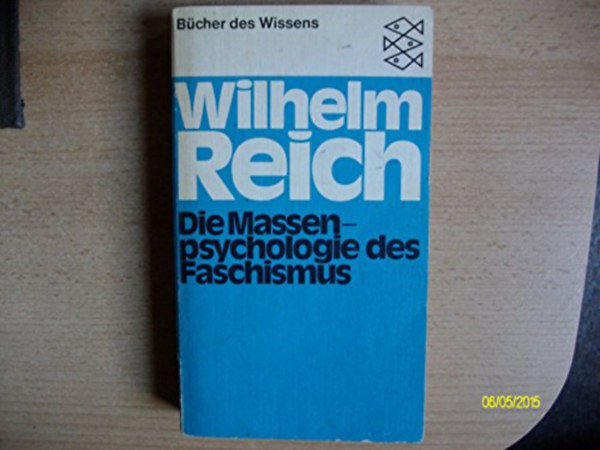 Bücher des Wissens
Wilhelm
Reich
Die Massen-
psychologie des
Faschismus
06/05/2015